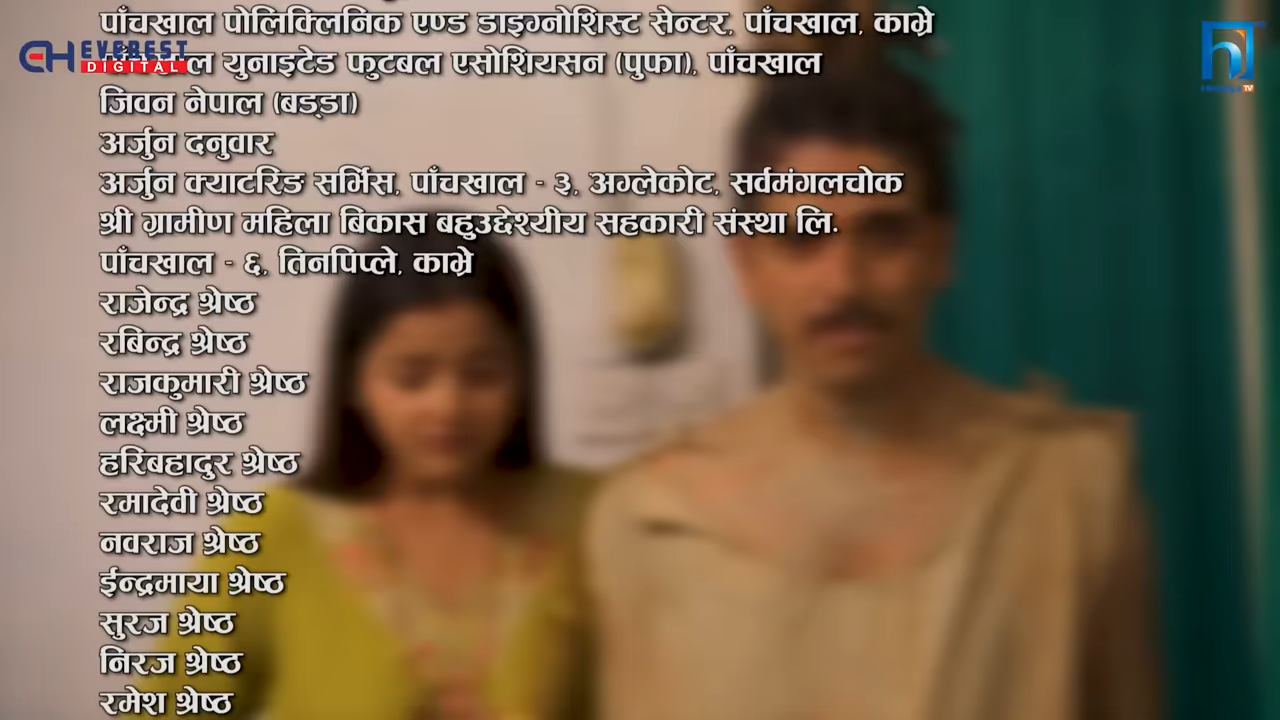 पाँचखाल पोलिक्लिनिक एण्ड डाइग्नोशिस्ट सेन्टर, पाँचखाल, काभ्रे
EVEREST
DIGITAL
युनाइटेड फुटबल एसोशियसन (पुफा), पाँचखाल
जिवन नेपाल (बड्डा)
अर्जुन दनुवार
अर्जुन क्याटरिङ सर्भिस, पाँचखाल - ३, अग्लेकोट, सर्वमंगलचोक
श्री ग्रामीण महिला बिकास बहुउद्देश्यीय सहकारी संस्था लि.
पाँचखाल - ६, तिनपिप्ले, काभ्रे
राजेन्द्र श्रेष्ठ
रबिन्द्र श्रेष्ठ
राजकुमारी श्रेष्ठ
लक्ष्मी श्रेष्ठ
हरिबहादुर श्रेष्ठ
रमादेवी श्रेष्ठ
नवराज श्रेष्ठ
ईन्द्रमाया श्रेष्ठ
सुरज श्रेष्ठ
निरज श्रेष्ठ
रमेश श्रेष्ठ